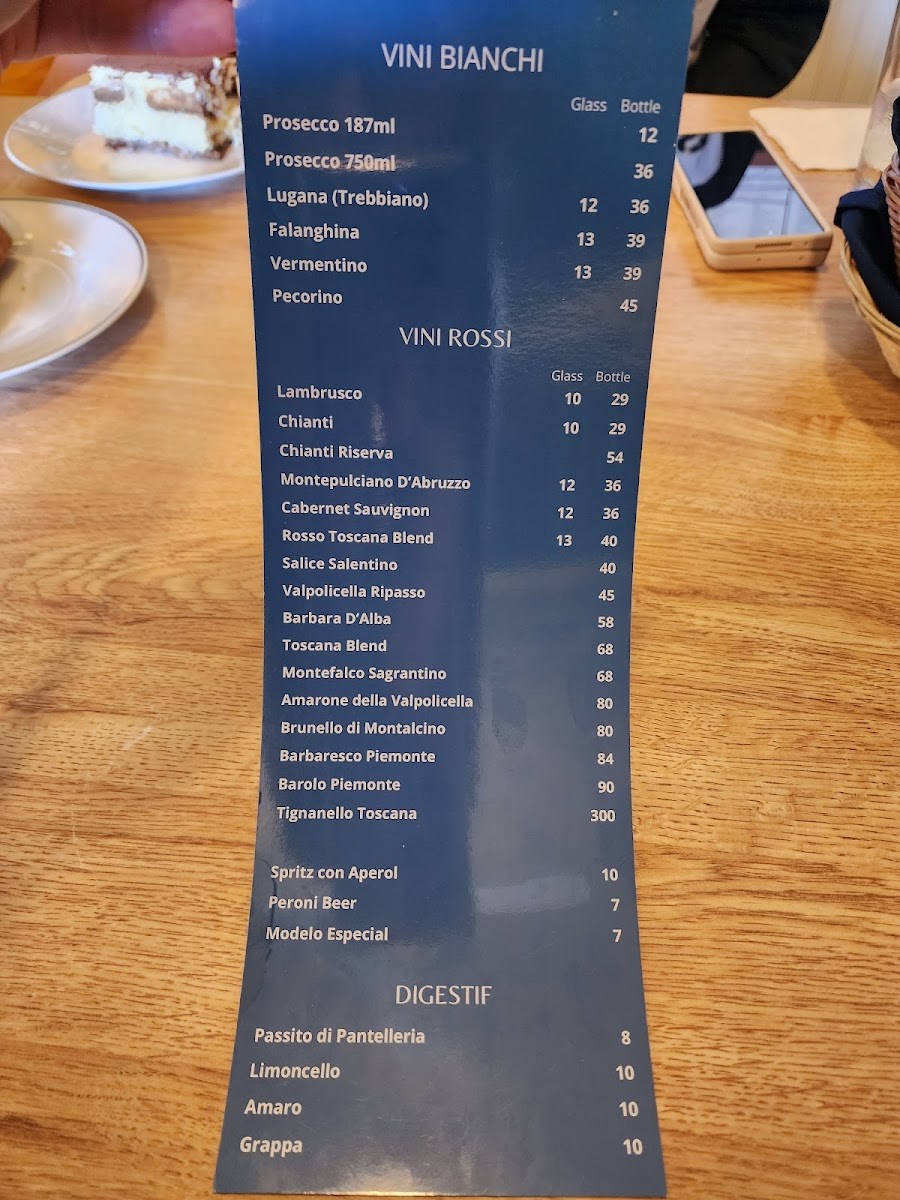 VINI BIANCHI
Glass Bottle
Prosecco 187ml 12
Prosecco 750ml 36
Lugana (Trebbiano) 12 36
Falanghina 13 39
Vermentino 13 39
Pecorino 45
VINI ROSSI
Glass Bottle
Lambrusco 10 29
Chianti 10 29
Chianti Riserva 54
Montepulciano D’Abruzzo 12 36
Cabernet Sauvignon 12 36
Rosso Toscana Blend 13 40
Salice Salentino 40
Valpolicella Ripasso 45
Barbara D’Alba 58
Toscana Blend 68
Montefalco Sagrantino 68
Amarone della Valpolicella 80
Brunello di Montalcino 80
Barbaresco Piemonte 84
Barolo Piemonte 90
Tignanello Toscana 300
Spritz con Aperol 10
Peroni Beer 7
Modelo Especial 7
DIGESTIF
Passito di Pantelleria 8
Limoncello 10
Amaro 10
Grappa 10